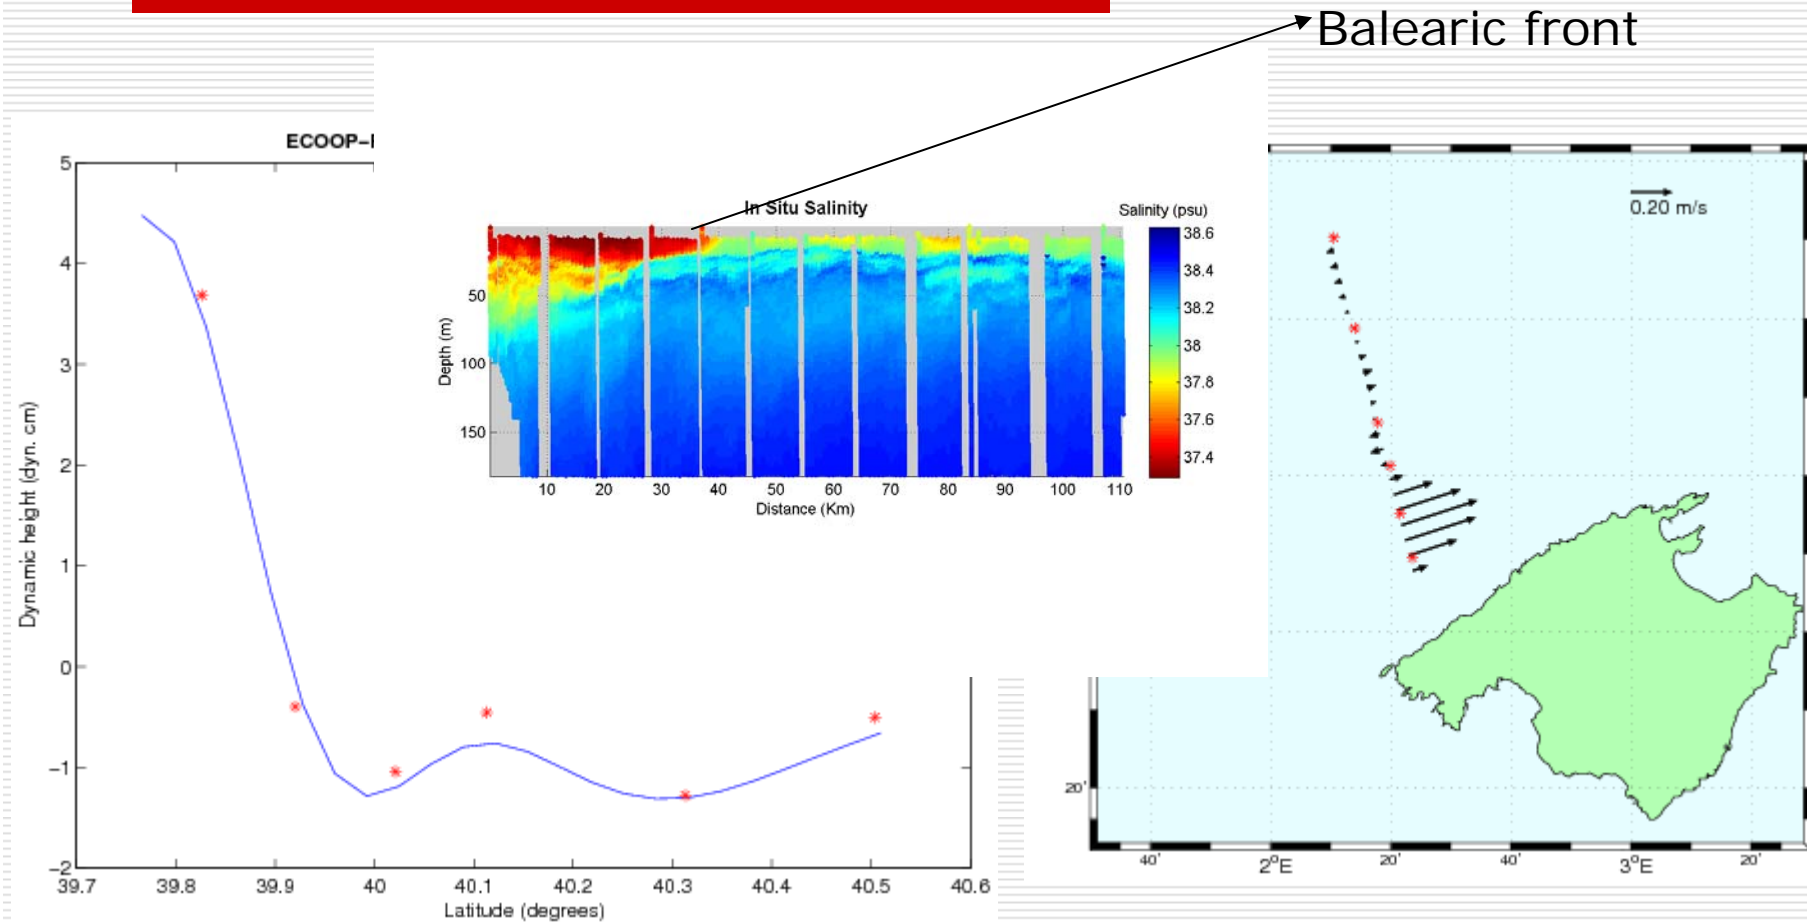 Balearic front
ECOOP-
5
4
3
2
1
0
−1
−2
Dynamic height (dyn. cm)
39.7 39.8 39.9 40 40.1 40.2 40.3 40.4 40.5 40.6
Latitude (degrees)
In Situ Salinity
Salinity (psu)
50
100
150
Depth (m)
10 20 30 40 50 60 70 80 90 100 110
Distance (Km)
38.6
38.4
38.2
38
37.8
37.6
37.4
0.20 m/s
20'
40' 2°E 20' 40' 3°E 20'